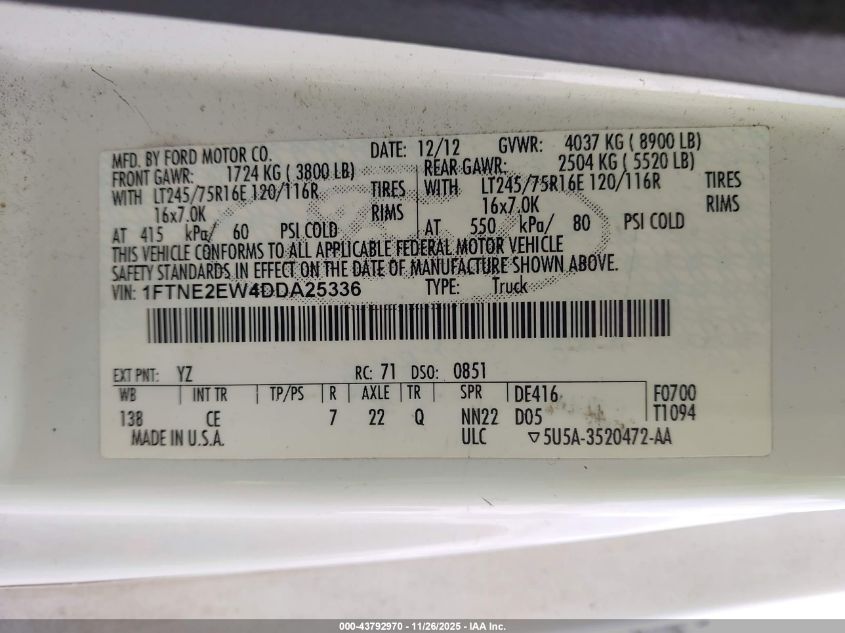 MFD. BY FORD MOTOR CO. DATE: 12/12 GVWR: 4037 KG ( 8900 LB)
FRONT GAWR: 1724 KG ( 3800 LB) REAR GAWR: 2504 KG ( 5520 LB)
WITH LT245/75R16E 120/116R TIRES WITH LT245/75R16E 120/116R TIRES
16x7.0K RIMS 16x7.0K RIMS
AT 415 kPa/ 60 PSI COLD AT 550 kPa/ 80 PSI COLD
THIS VEHICLE CONFORMS TO ALL APPLICABLE FEDERAL MOTOR VEHICLE
SAFETY STANDARDS IN EFFECT ON THE DATE OF MANUFACTURE SHOWN ABOVE.
VIN: 1FTNE2EW4DDA25336 TYPE: Truck
EXT PNT: YZ RC: 71 DSO: 0851
WB INT TR TP/PS R AXLE TR SPR DE416 F0700
138 CE 7 22 Q NN22 D05 T1094
MADE IN U.S.A. ULC ▽5U5A-3520472-AA
000-43792970 - 11/26/2025 - IAA Inc.